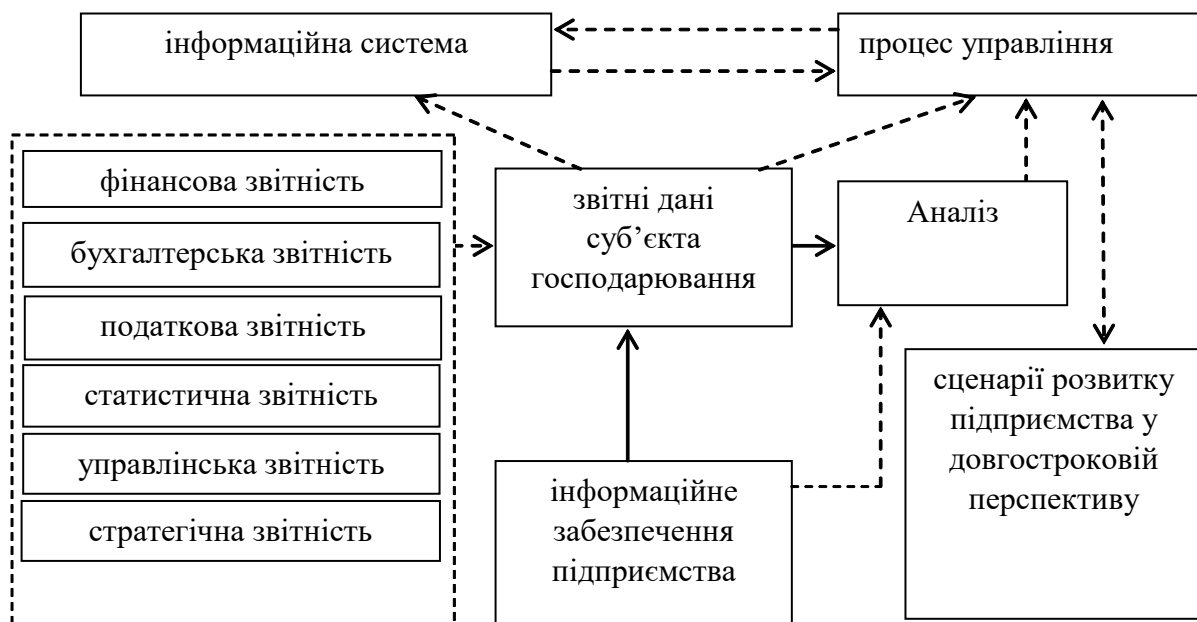 інформаційна система
процес управління
фінансова звітність
бухгалтерська звітність
податкова звітність
статистична звітність
управлінська звітність
стратегічна звітність
звітні дані
суб’єкта
господарювання
Аналіз
інформаційне
забезпечення
підприємства
сценарії розвитку
підприємства у
довгостроковій
перспективу